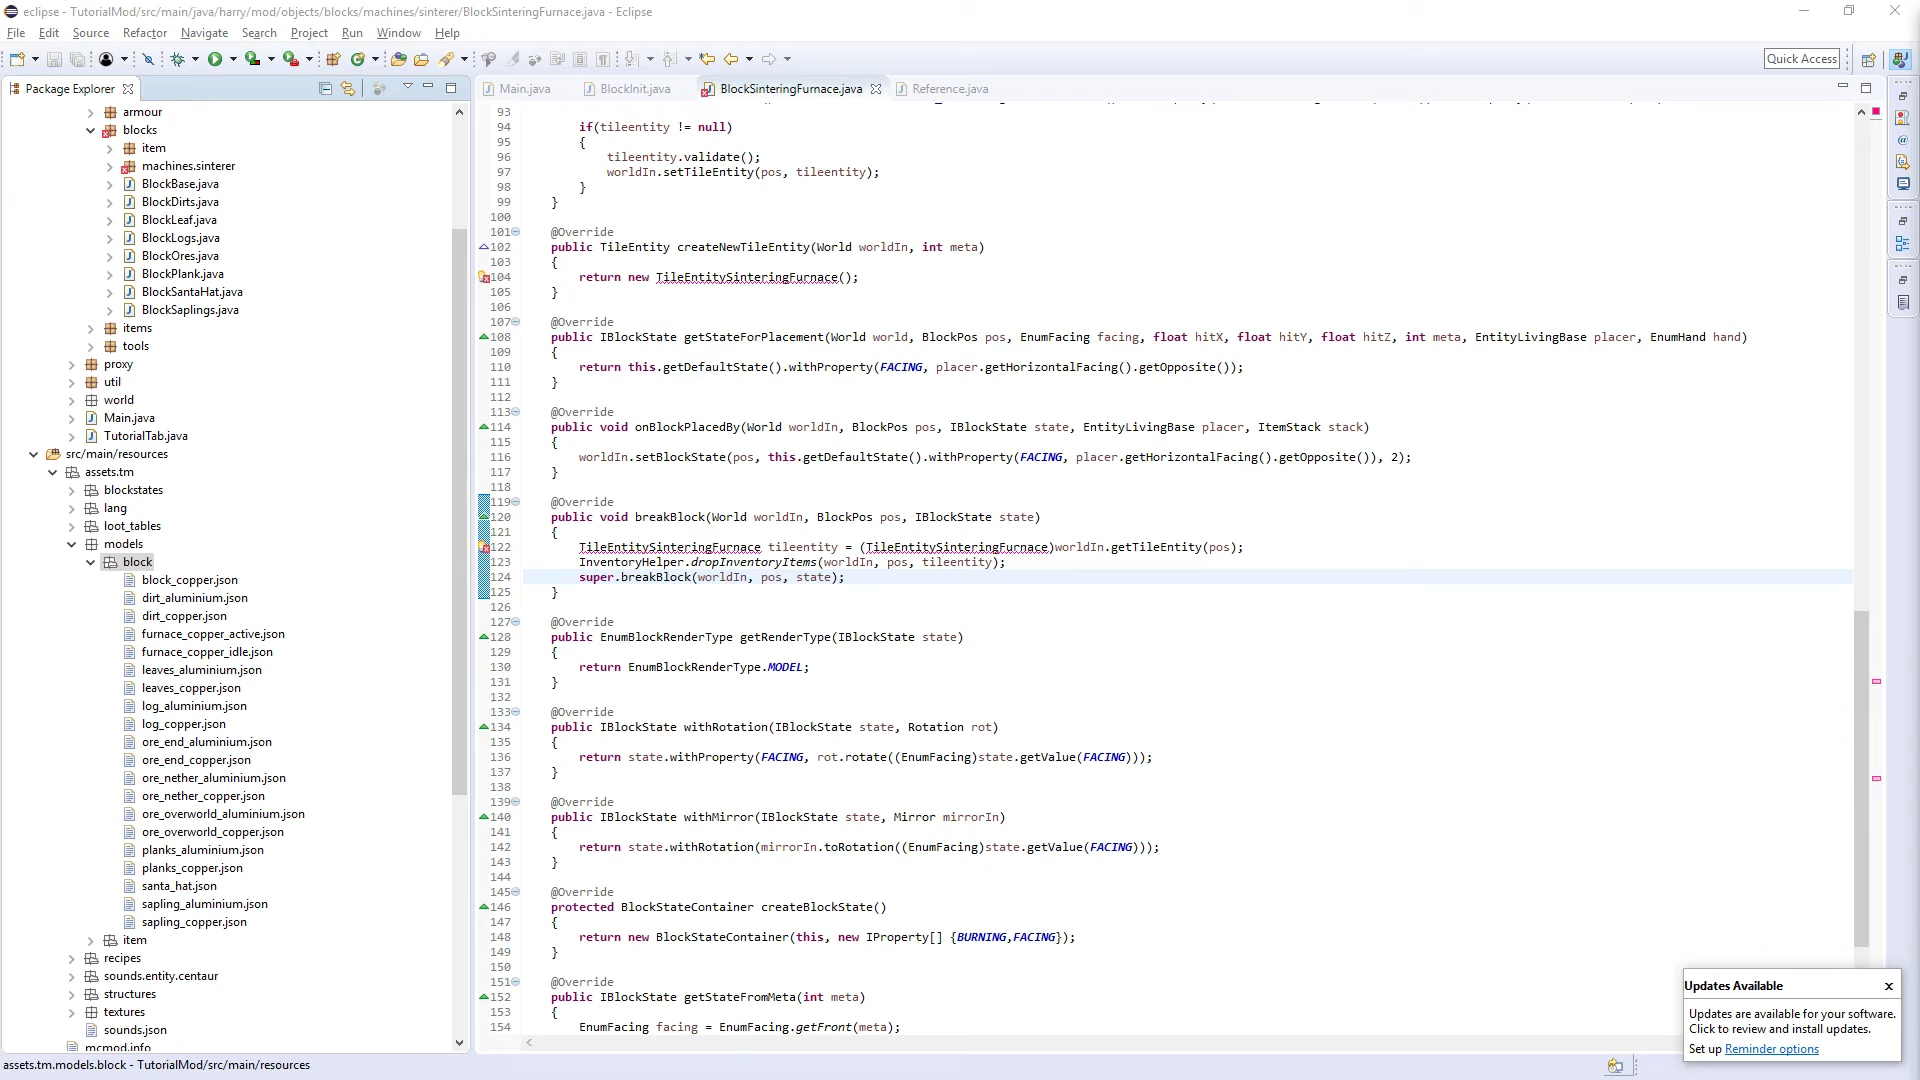 eclipse - TutorialMod/src/main/java/harry/mod/objects/blocks/machines/sinterer/BlockSinteringFurnace.java - Eclipse
File Edit Source Refactor Navigate Search Project Run Window Help
Quick Access
Package Explorer
armour
blocks
item
machines.sinterer
BlockBase.java
BlockDirts.java
BlockLeaf.java
BlockLogs.java
BlockOres.java
BlockPlank.java
BlockSantaHat.java
BlockSaplings.java
items
tools
proxy
util
world
Main.java
TutorialTab.java
src/main/resources
assets.tm
blockstates
lang
loot_tables
models
block
block_copper.json
dirt_aluminium.json
dirt_copper.json
furnace_copper_active.json
furnace_copper_idle.json
leaves_aluminium.json
leaves_copper.json
log_aluminium.json
log_copper.json
ore_end_aluminium.json
ore_end_copper.json
ore_nether_aluminium.json
ore_nether_copper.json
ore_overworld_aluminium.json
ore_overworld_copper.json
planks_aluminium.json
planks_copper.json
santa_hat.json
sapling_aluminium.json
sapling_copper.json
item
recipes
sounds.entity.centaur
structures
textures
sounds.json
mcmod.info
Main.java BlockInit.java BlockSinteringFurnace.java Reference.java
93
94 if(tileentity != null)
95 {
96 tileentity.validate();
97 worldIn.setTileEntity(pos, tileentity);
98 }
99 }
100
101 @Override
102 public TileEntity createNewTileEntity(World worldIn, int meta)
103 {
104 return new TileEntitySinteringFurnace();
105 }
106
107 @Override
108 public IBlockState getStateForPlacement(World world, BlockPos pos, EnumFacing facing, float hitX, float hitY, float hitZ, int meta, EntityLivingBase placer, EnumHand hand)
109 {
110 return this.getDefaultState().withProperty(FACING, placer.getHorizontalFacing().getOpposite());
111 }
112
113 @Override
114 public void onBlockPlacedBy(World worldIn, BlockPos pos, IBlockState state, EntityLivingBase placer, ItemStack stack)
115 {
116 worldIn.setBlockState(pos, this.getDefaultState().withProperty(FACING, placer.getHorizontalFacing().getOpposite()), 2);
117 }
118
119 @Override
120 public void breakBlock(World worldIn, BlockPos pos, IBlockState state)
121 {
122 TileEntitySinteringFurnace tileentity = (TileEntitySinteringFurnace)worldIn.getTileEntity(pos);
123 InventoryHelper.dropInventoryItems(worldIn, pos, tileentity);
124 super.breakBlock(worldIn, pos, state);
125 }
126
127 @Override
128 public EnumBlockRenderType getRenderType(IBlockState state)
129 {
130 return EnumBlockRenderType.MODEL;
131 }
132
133 @Override
134 public IBlockState withRotation(IBlockState state, Rotation rot)
135 {
136 return state.withProperty(FACING, rot.rotate((EnumFacing)state.getValue(FACING)));
137 }
138
139 @Override
140 public IBlockState withMirror(IBlockState state, Mirror mirrorIn)
141 {
142 return state.withRotation(mirrorIn.toRotation((EnumFacing)state.getValue(FACING)));
143 }
144
145 @Override
146 protected BlockStateContainer createBlockState()
147 {
148 return new BlockStateContainer(this, new IProperty[] {BURNING,FACING});
149 }
150
151 @Override
152 public IBlockState getStateFromMeta(int meta)
153 {
154 EnumFacing facing = EnumFacing.getFront(meta);
Updates Available
Updates are available for your software.
Click to review and install updates.
Set up Reminder options
assets.tm.models.block - TutorialMod/src/main/resources